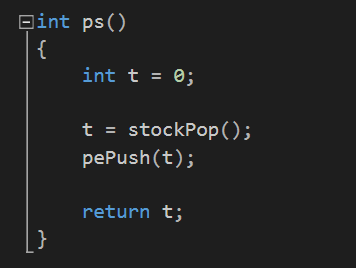 int ps()
{
    int t = 0;

    t = stockPop();
    pePush(t);

    return t;
}